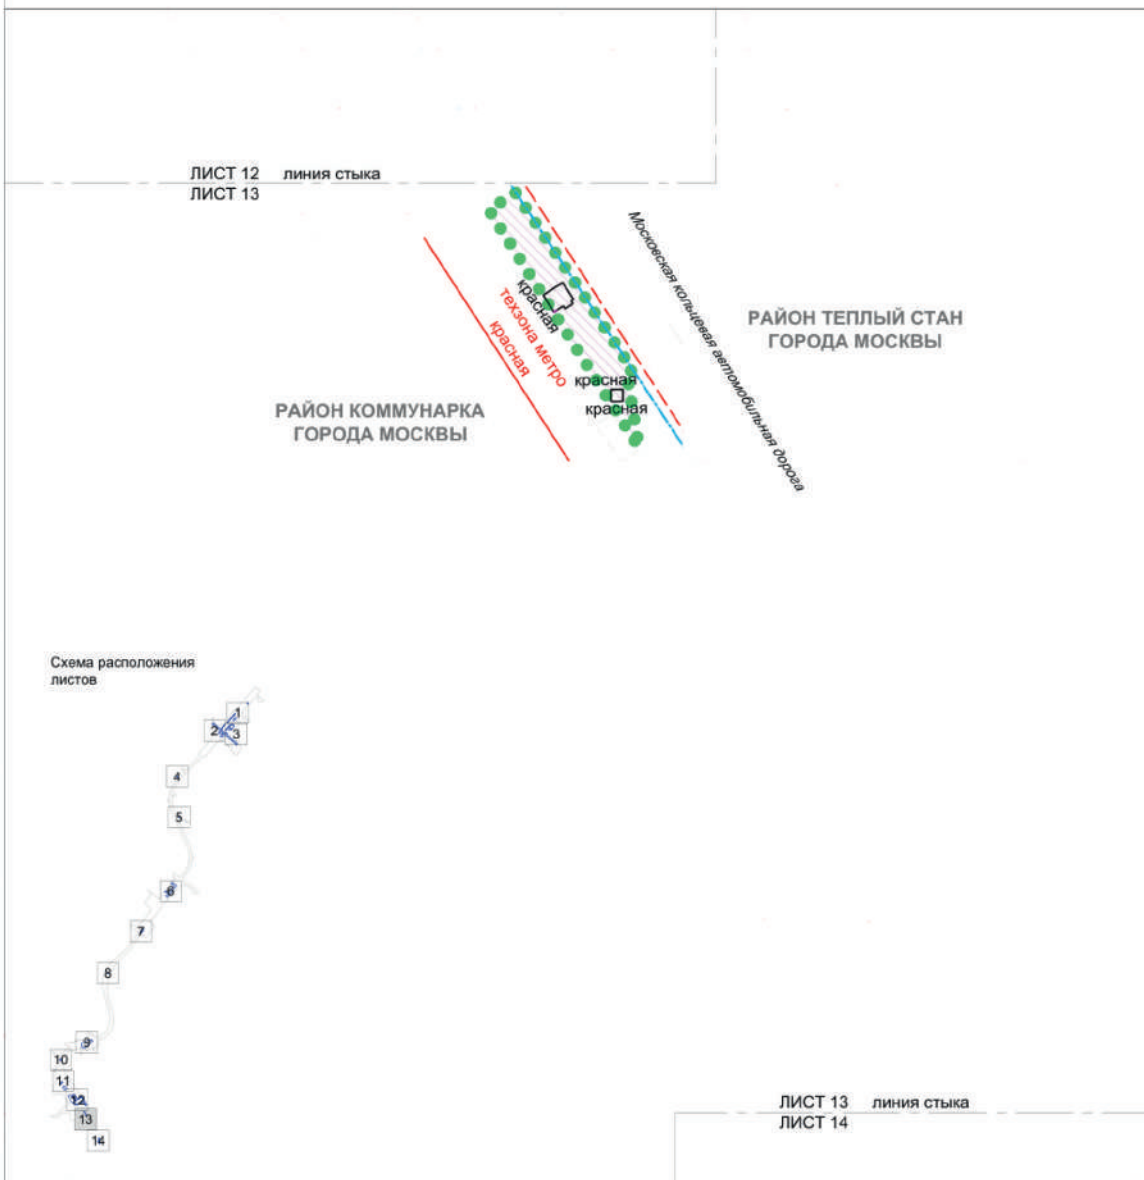 ЛИСТ 12 линия стыка
ЛИСТ 13
Московская кольцевая автомобильная дорога
красная
техзона метро
красная
РАЙОН ТЕПЛЫЙ СТАН
ГОРОДА МОСКВЫ
красная
красная
РАЙОН КОММУНАРКА
ГОРОДА МОСКВЫ
Схема расположения
листов
1
2
3
4
5
6
7
8
9
10
11
12
13
14
ЛИСТ 13 линия стыка
ЛИСТ 14